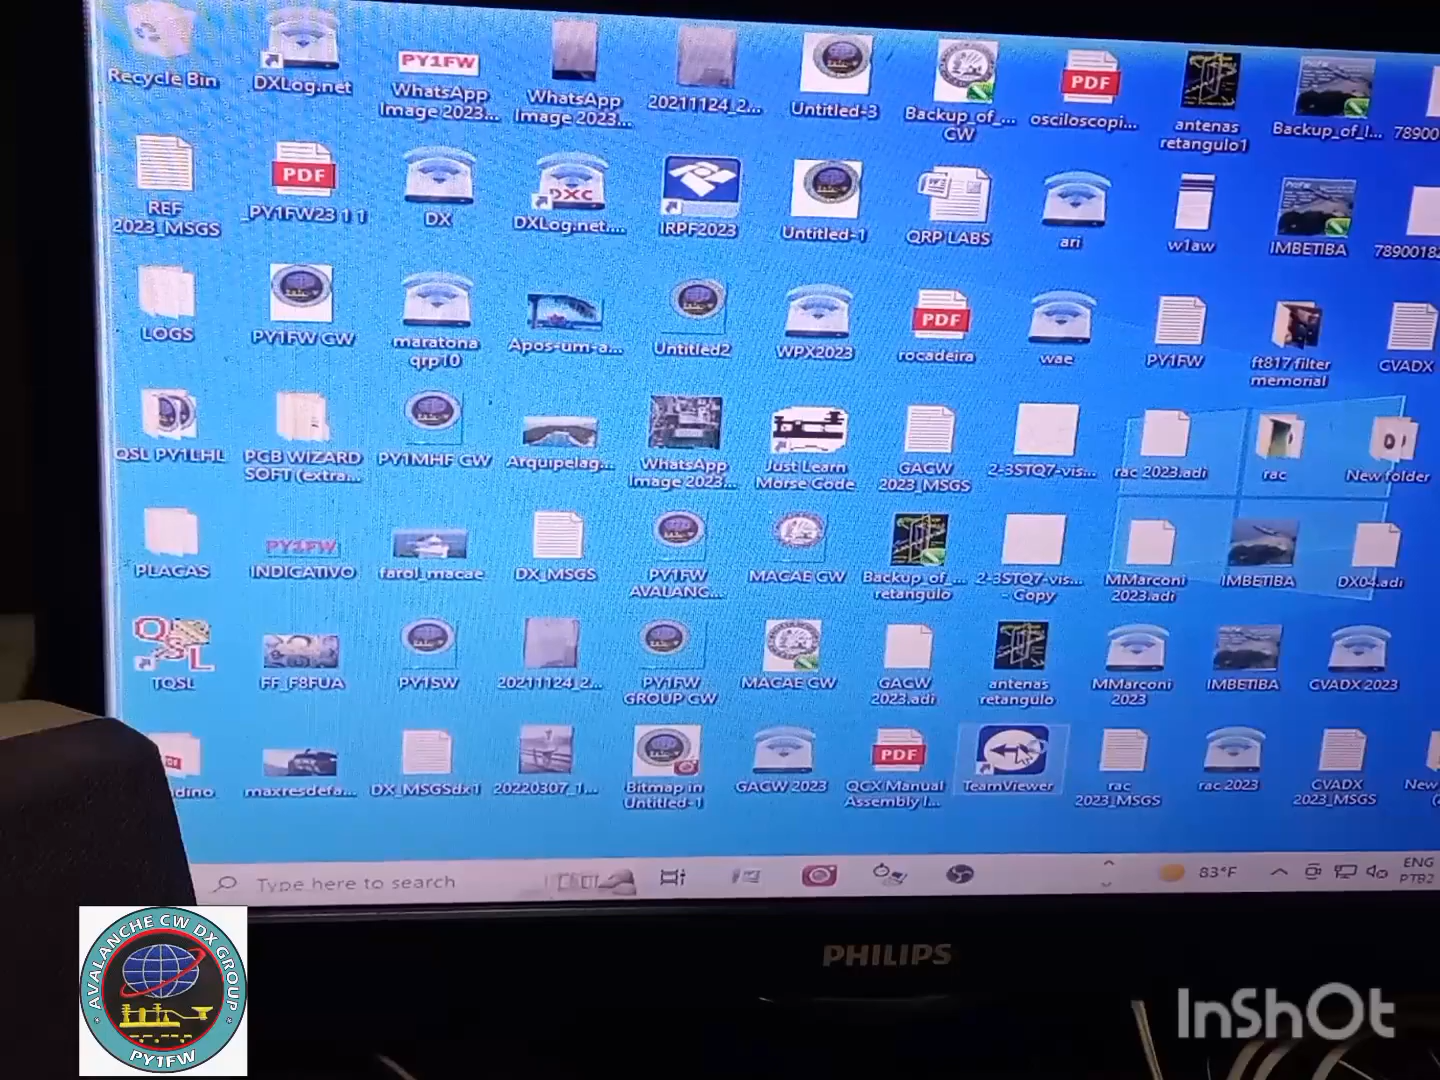 Recycle Bin
DXLog.net
PY1FW
WhatsApp
Image 2023...
WhatsApp
Image 2023...
20211124_2...
Untitled-3
Backup_of_...
CW
PDF
osciloscopi...
antenas
retangulo1
Backup_of_I...
78900
REF
2023_MSGS
PDF
_PY1FW23 1 1
DX
DXC
DXLog.net....
IRPF2023
Untitled-1
QRP LABS
ari
w1aw
IMBETIBA
7890018
LOGS
PY1FW CW
maratona
qrp10
Apos-um-a...
Untitled2
WPX2023
PDF
rocadeira
wae
PY1FW
ft817 filter
memorial
CVADX
QSL PY1LHL
PCB WIZARD
SOFT (extra...
PY1MHF CW
Arquipelag...
WhatsApp
Image 2023...
Just Learn
Morse Code
GACW
2023_MSGS
2-3STQ7-vis...
rac 2023.adi
rac
New folder
PLACAS
PY1FW
INDICATIVO
farol_macae
DX_MSGS
PY1FW
AVALANC...
MACAE CW
Backup_of_...
retangulo
2-3STQ7-vis...
- Copy
MMarconi
2023.adi
IMBETIBA
DX04.adi
QSL
TQSL
FF_F8FUA
PY1SW
20211124_2...
PY1FW
GROUP CW
MACAE CW
GACW
2023.adi
antenas
retangulo
MMarconi
2023
IMBETIBA
CVADX 2023
dino
maxresdefa...
DX_MSGSdx1
20220307_1...
Bitmap in
Untitled-1
GACW 2023
PDF
QCX Manual
Assembly I...
TeamViewer
rac
2023_MSGS
rac 2023
CVADX
2023_MSGS
New
Type here to search
83°F
ENG
PTB2
PHILIPS
AVALANCHE CW DX GROUP
PY1FW
InShOt